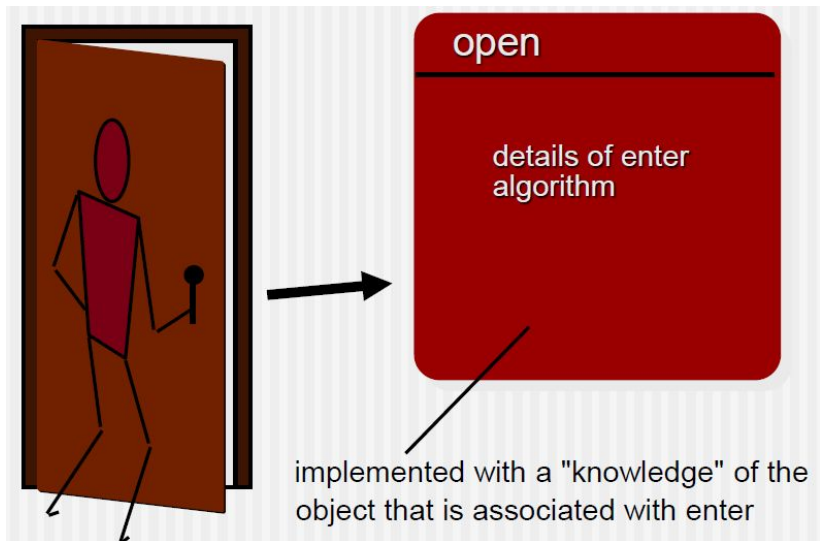 open
details of enter
algorithm
implemented with a "knowledge" of the
object that is associated with enter